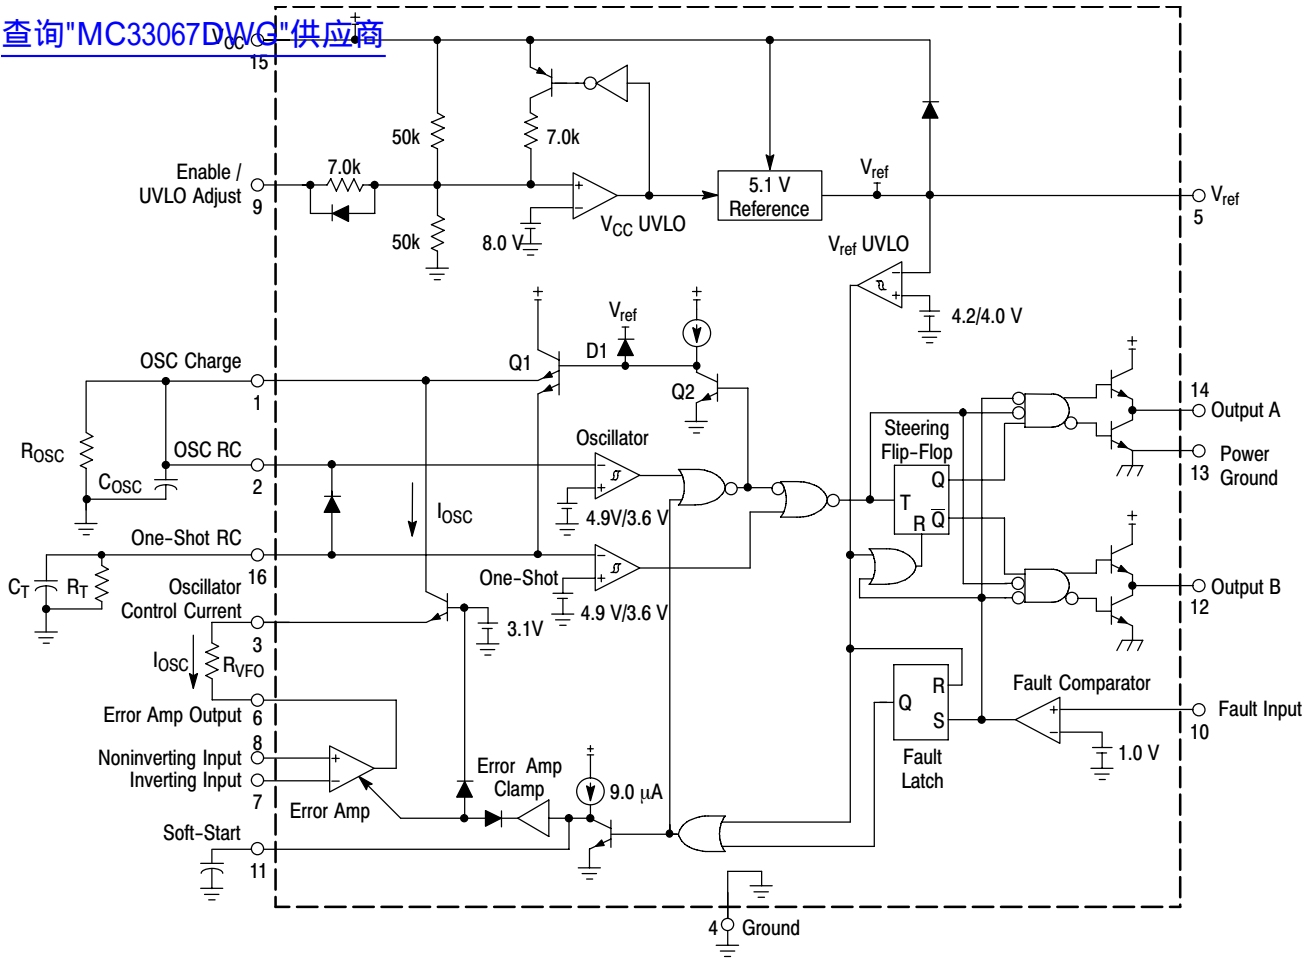 查询"MC33067DWG"供应商
VCC
15
50k
7.0k
7.0k
Enable /
UVLO Adjust
9
50k
8.0 V
VCC UVLO
5.1 V
Reference
Vref
Vref
5
Vref UVLO
4.2/4.0 V
Vref
D1
Q1
Q2
OSC Charge
1
ROSC
COSC
OSC RC
2
IOSC
Oscillator
4.9V/3.6 V
Steering
Flip-Flop
Q
T
R
Q
14
Output A
Power
Ground
13
One-Shot RC
16
CT
RT
One-Shot
4.9 V/3.6 V
Output B
12
Oscillator
Control Current
3
3.1V
IOSC
RVFO
Error Amp Output
6
8
Noninverting Input
Inverting Input
7
Error Amp
Error Amp
Clamp
9.0 µA
R
Q
S
Fault
Latch
Fault Comparator
1.0 V
Fault Input
10
Soft-Start
11
4
Ground